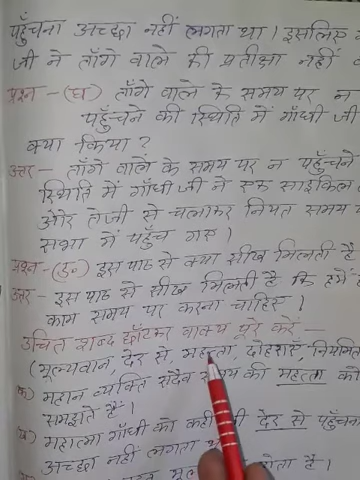 पहुँचना अच्छा नहीं लगता था। इसलिए
जी ने ताँगे वाले की प्रतीक्षा नहीं
प्रश्न-(घ) ताँगे वाले के समय पर न
पहुँचने की स्थिति में गाँधी जी ने
क्या किया?
उत्तर- ताँगे वाले के समय पर न पहुँचने
स्थिति में गाँधी जी ने एक साइकिल
और तेजी से चलाकर नियत समय
सभा में पहुँच गए।
प्रश्न-(ङ) इस पाठ से क्या सीख मिलती है
उत्तर- इस पाठ से सीख मिलती है कि हमें
काम समय पर करना चाहिए।
उचित शब्द छाँटकर वाक्य पूरा करें-
(मूल्यवान, देर से, महत्ता, दोहराएँ, नियमित
(क) महान व्यक्ति सदैव समय की महत्ता को
समझते हैं।
(ख) महात्मा गाँधी को कहीं भी देर से पहुँचना
अच्छा नहीं लगता था
होता है।